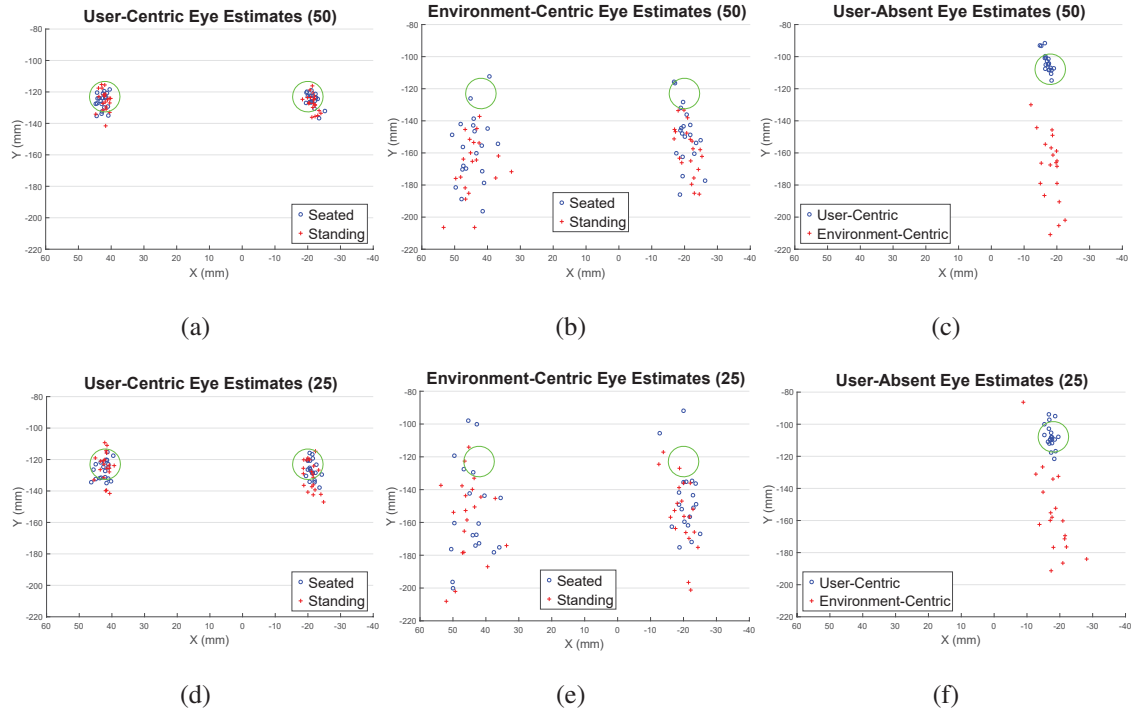 User-Centric Eye Estimates (50)
-80
-100
-120
-140
-160
-180
-200
-220
Y (mm)
60 50 40 30 20 10 0 -10 -20 -30 -40
X (mm)
Seated
Standing
(a)
Environment-Centric Eye Estimates (50)
-80
-100
-120
-140
-160
-180
-200
-220
Y (mm)
60 50 40 30 20 10 0 -10 -20 -30 -40
X (mm)
Seated
Standing
(b)
User-Absent Eye Estimates (50)
-80
-100
-120
-140
-160
-180
-200
-220
Y (mm)
60 50 40 30 20 10 0 -10 -20 -30 -40
X (mm)
User-Centric
Environment-Centric
(c)
User-Centric Eye Estimates (25)
-80
-100
-120
-140
-160
-180
-200
-220
Y (mm)
60 50 40 30 20 10 0 -10 -20 -30 -40
X (mm)
Seated
Standing
(d)
Environment-Centric Eye Estimates (25)
-80
-100
-120
-140
-160
-180
-200
-220
Y (mm)
60 50 40 30 20 10 0 -10 -20 -30 -40
X (mm)
Seated
Standing
(e)
User-Absent Eye Estimates (25)
-80
-100
-120
-140
-160
-180
-200
-220
Y (mm)
60 50 40 30 20 10 0 -10 -20 -30 -40
X (mm)
User-Centric
Environment-Centric
(f)